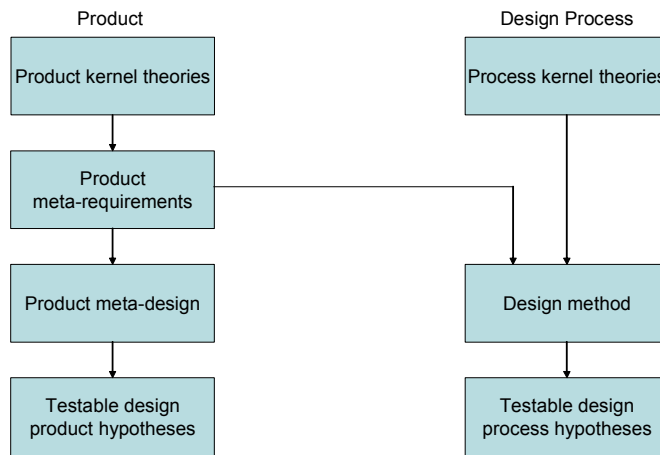 Product
Design Process
Product kernel theories
Process kernel theories
Product
meta-requirements
Product meta-design
Design method
Testable design
product hypotheses
Testable design
process hypotheses